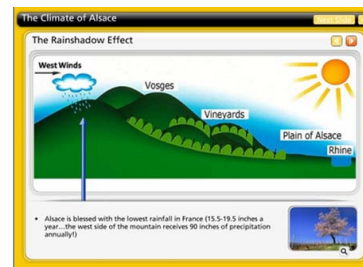 The Climate of Alsace
Next Slide
The Rainshadow Effect
West Winds
Vosges
Vineyards
Plain of Alsace
Rhine
• Alsace is blessed with the lowest rainfall in France (15.5-19.5 inches a
year...the west side of the mountain receives 90 inches of precipitation
annually!)